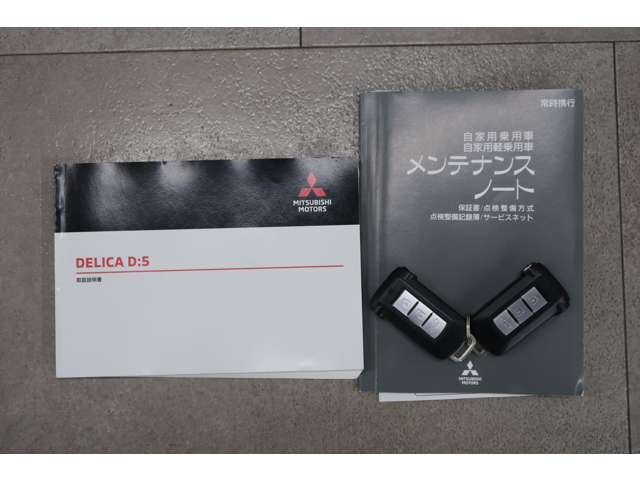 MITSUBISHI
MOTORS
DELICA D:5
取扱説明書
常時携行
自家用乗用車
自家用軽乗用車
メンテナンス
ノート
保証書/点検整備方式
点検整備記録簿/サービスネット
MITSUBISHI
MOTORS